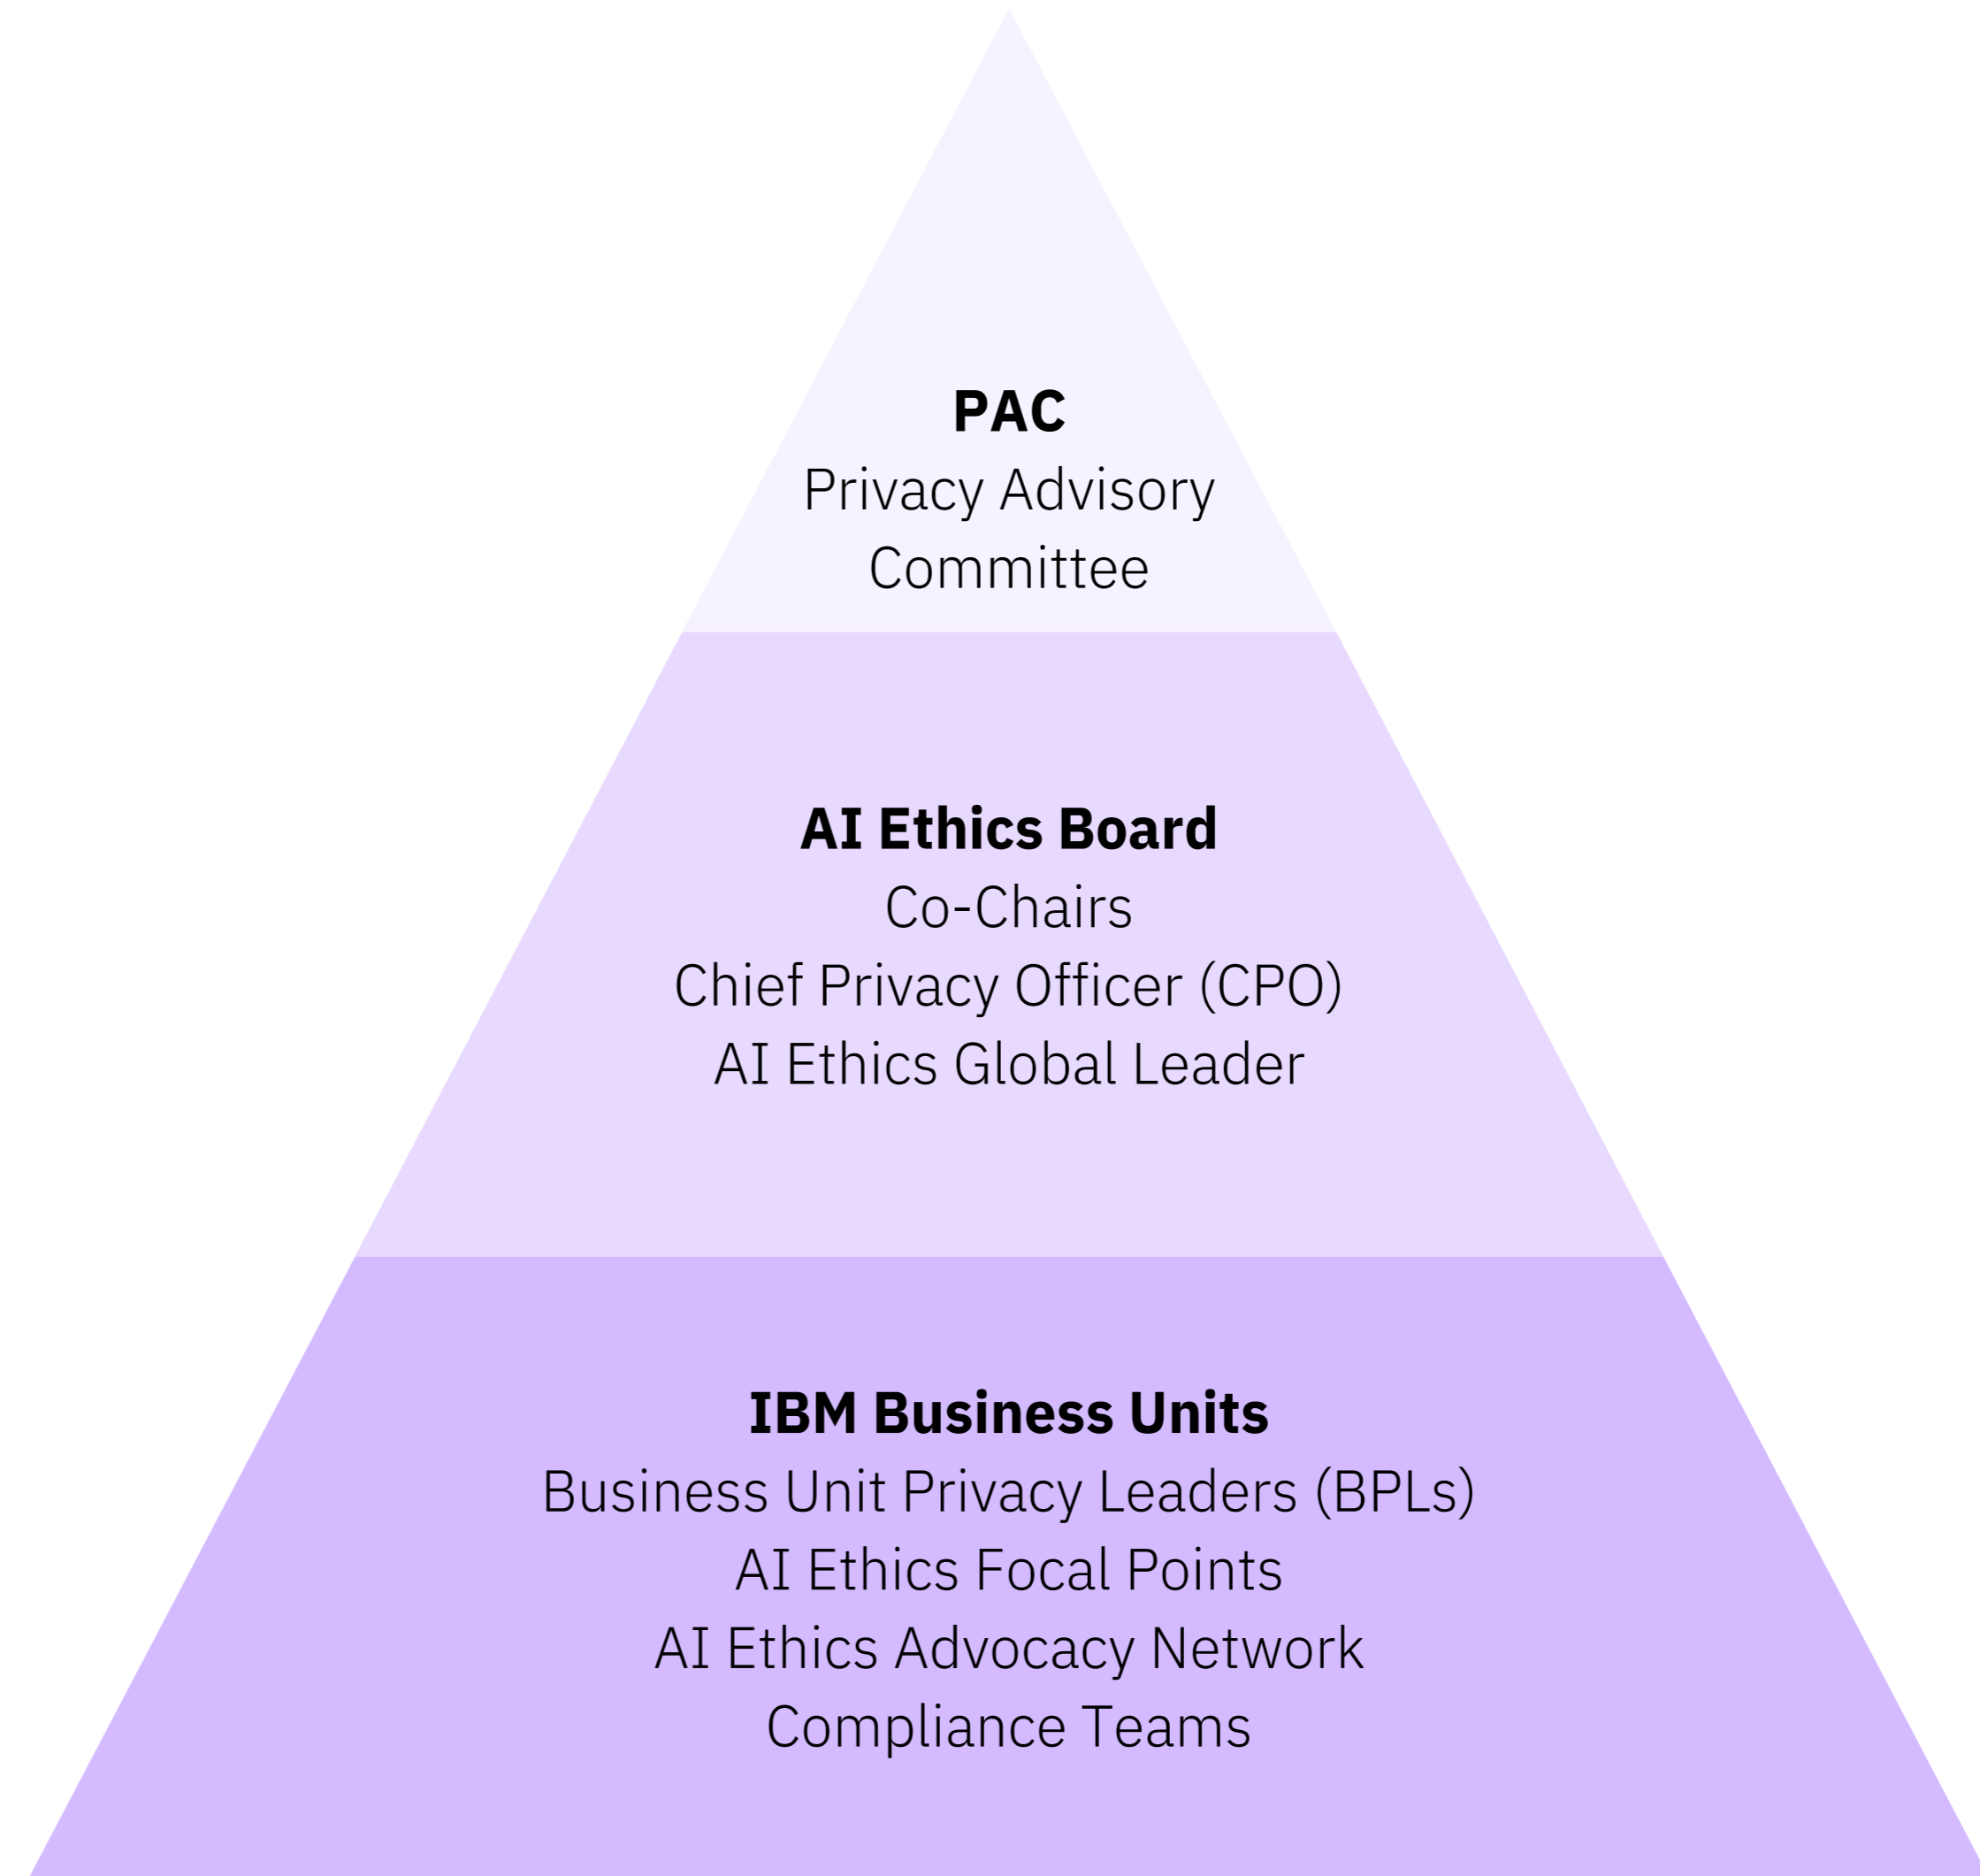 PAC
Privacy Advisory
Committee
AI Ethics Board
Co-Chairs
Chief Privacy Officer (CPO)
AI Ethics Global Leader
IBM Business Units
Business Unit Privacy Leaders (BPLs)
AI Ethics Focal Points
AI Ethics Advocacy Network
Compliance Teams